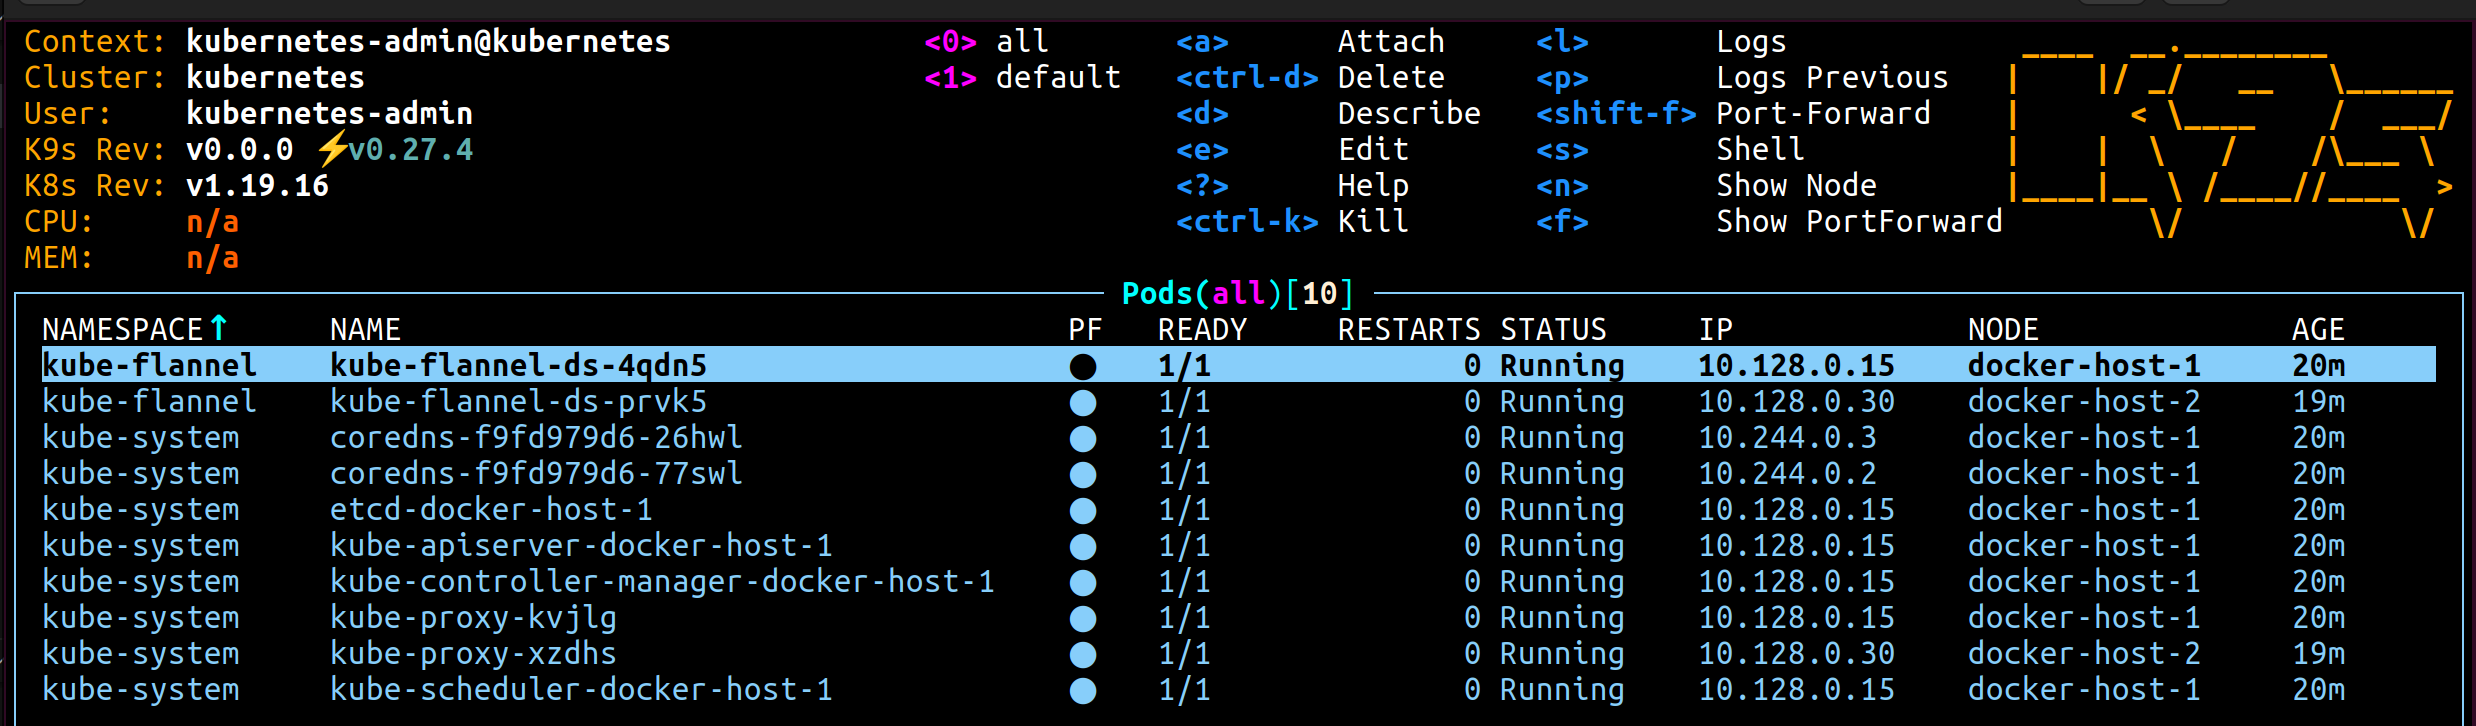 Context: kubernetes-admin@kubernetes <0> all <a> Attach <l> Logs
Cluster: kubernetes <1> default <ctrl-d> Delete <p> Logs Previous
User: kubernetes-admin <d> Describe <shift-f> Port-Forward
K9s Rev: v0.0.0 ⚡v0.27.4 <e> Edit <s> Shell
K8s Rev: v1.19.16 <?> Help <n> Show Node
CPU: n/a <ctrl-k> Kill <f> Show PortForward
MEM: n/a
Pods(all)[10]
NAMESPACE↑ NAME PF READY RESTARTS STATUS IP NODE AGE
kube-flannel kube-flannel-ds-4qdn5 ● 1/1 0 Running 10.128.0.15 docker-host-1 20m
kube-flannel kube-flannel-ds-prvk5 ● 1/1 0 Running 10.128.0.30 docker-host-2 19m
kube-system coredns-f9fd979d6-26hwl ● 1/1 0 Running 10.244.0.3 docker-host-1 20m
kube-system coredns-f9fd979d6-77swl ● 1/1 0 Running 10.244.0.2 docker-host-1 20m
kube-system etcd-docker-host-1 ● 1/1 0 Running 10.128.0.15 docker-host-1 20m
kube-system kube-apiserver-docker-host-1 ● 1/1 0 Running 10.128.0.15 docker-host-1 20m
kube-system kube-controller-manager-docker-host-1 ● 1/1 0 Running 10.128.0.15 docker-host-1 20m
kube-system kube-proxy-kvjlg ● 1/1 0 Running 10.128.0.15 docker-host-1 20m
kube-system kube-proxy-xzdhs ● 1/1 0 Running 10.128.0.30 docker-host-2 19m
kube-system kube-scheduler-docker-host-1 ● 1/1 0 Running 10.128.0.15 docker-host-1 20m